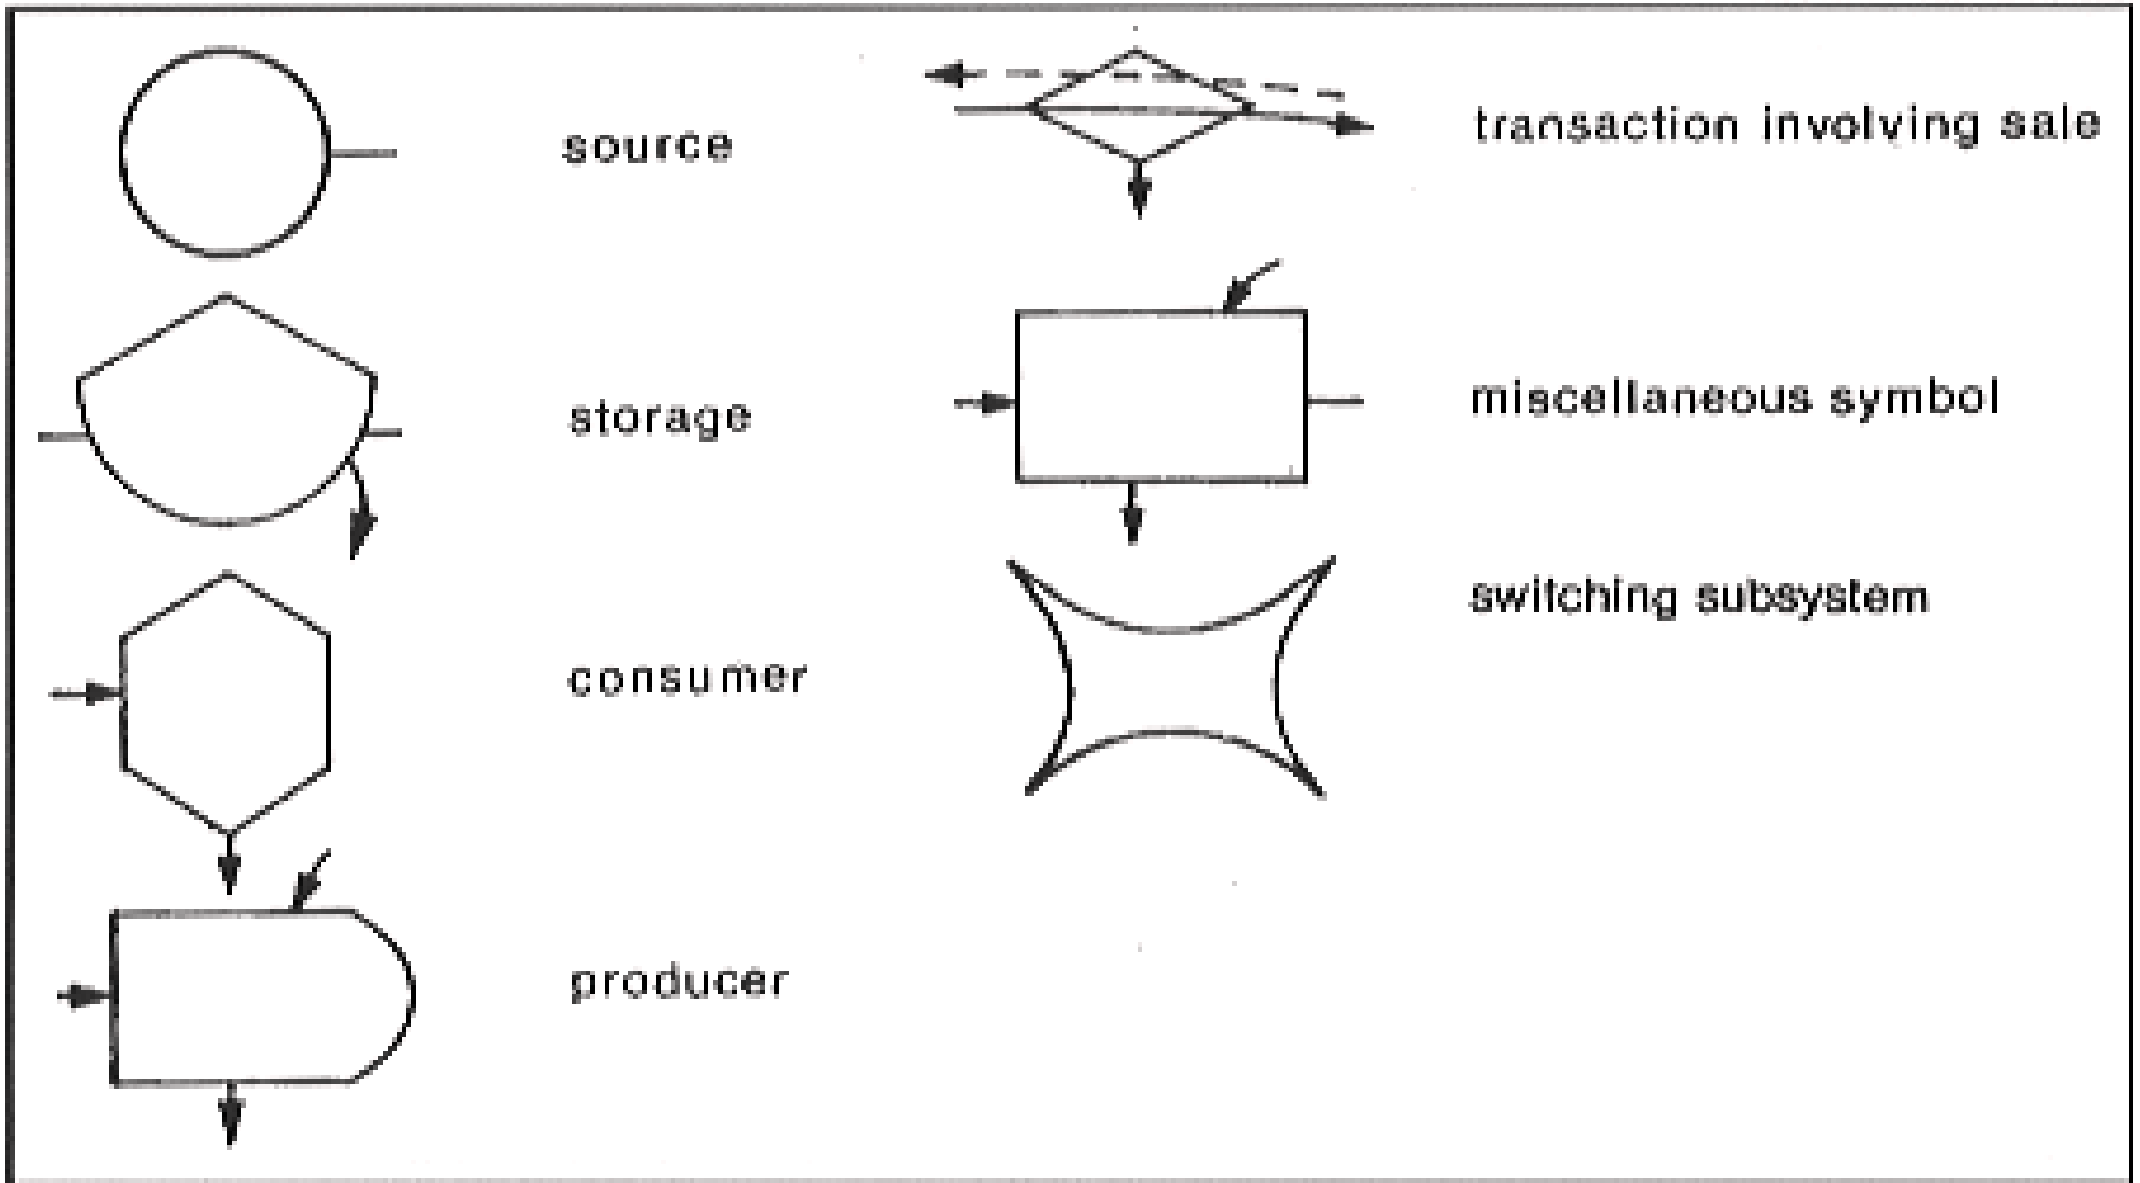 source
storage
consumer
producer
transaction involving sale
miscellaneous symbol
switching subsystem